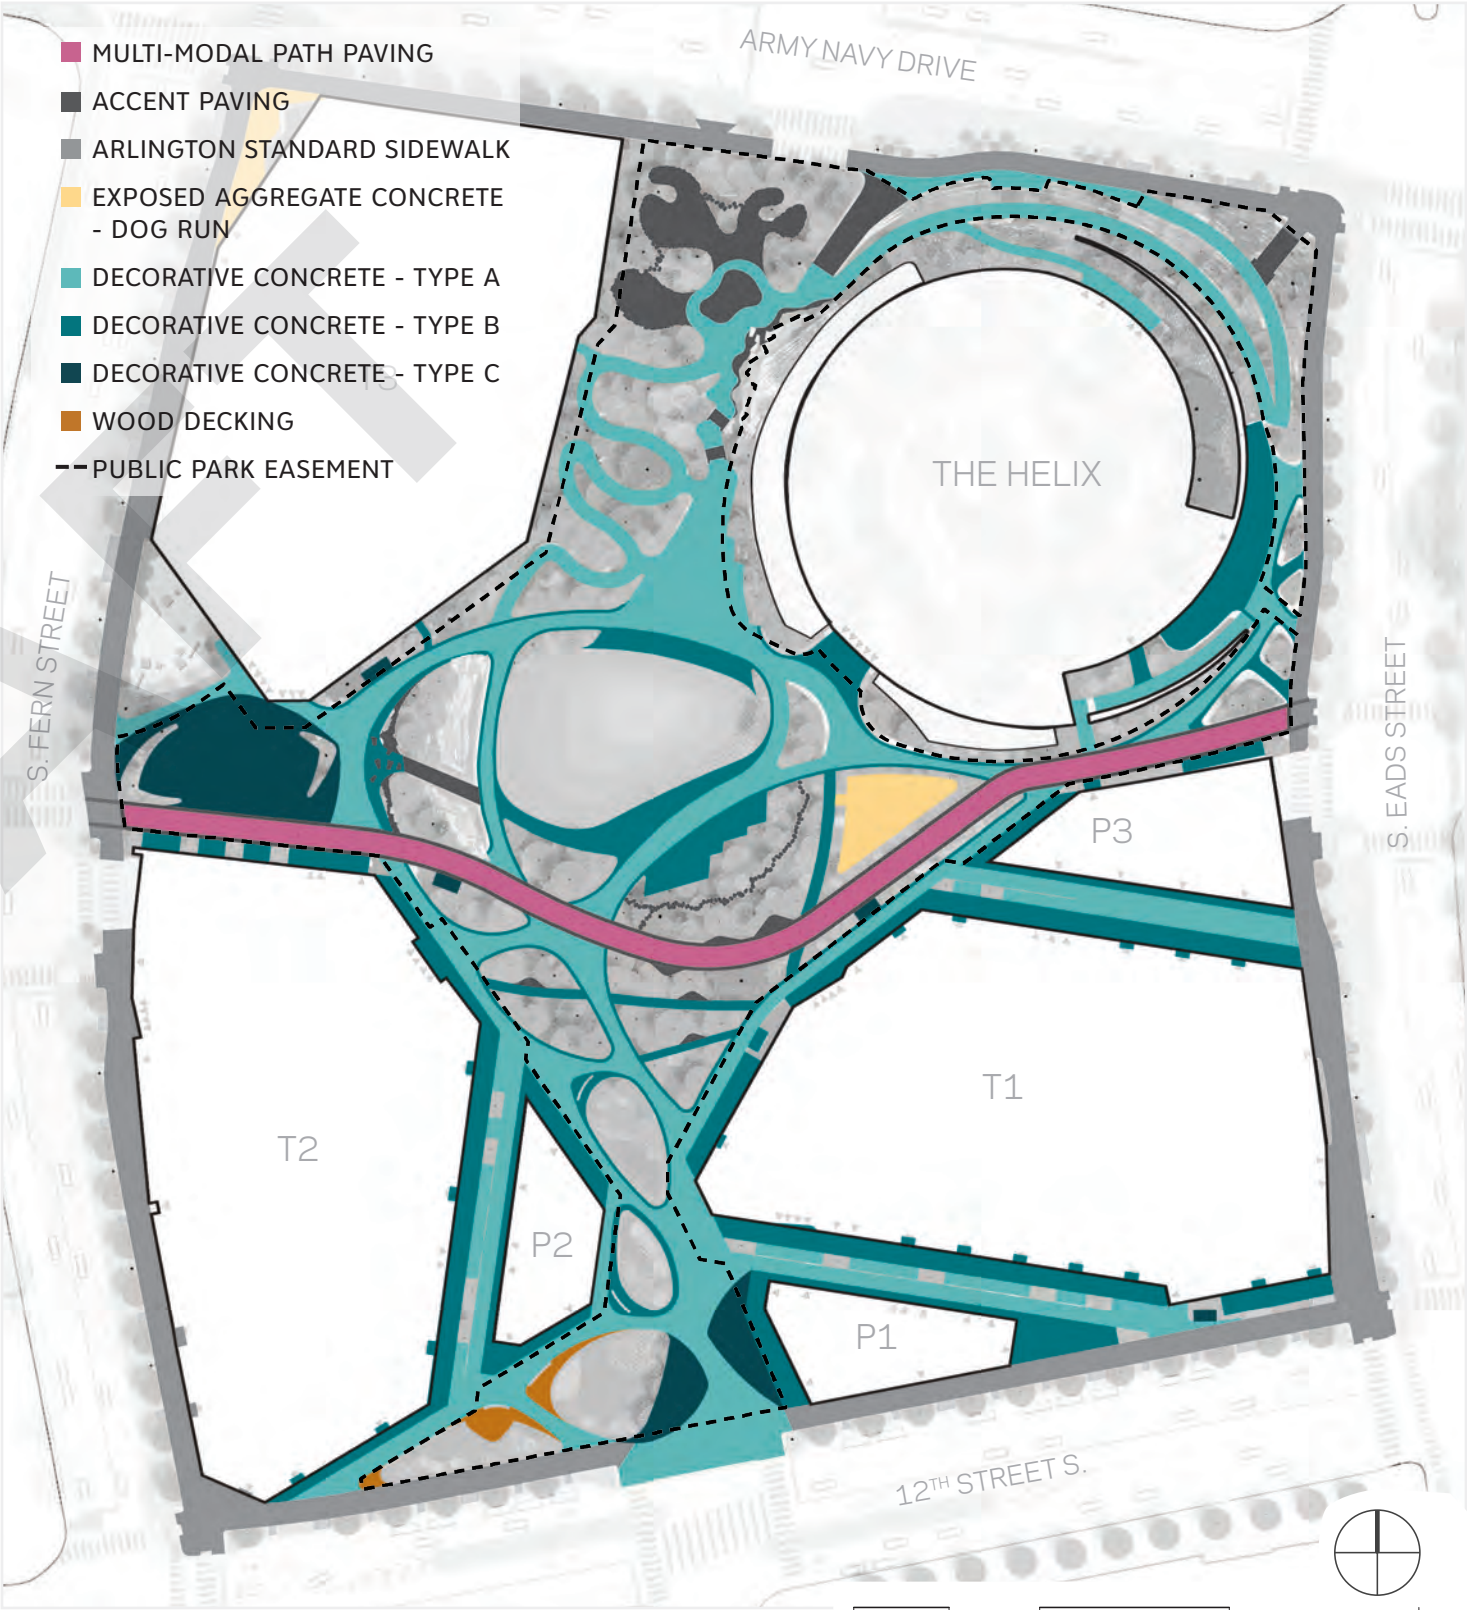 MULTI-MODAL PATH PAVING
ACCENT PAVING
ARLINGTON STANDARD SIDEWALK
EXPOSED AGGREGATE CONCRETE
- DOG RUN
DECORATIVE CONCRETE - TYPE A
DECORATIVE CONCRETE - TYPE B
DECORATIVE CONCRETE - TYPE C
WOOD DECKING
PUBLIC PARK EASEMENT
ARMY NAVY DRIVE
THE HELIX
S. FERN STREET
S. EADS STREET
P3
T1
T2
P2
P1
12TH STREET S.